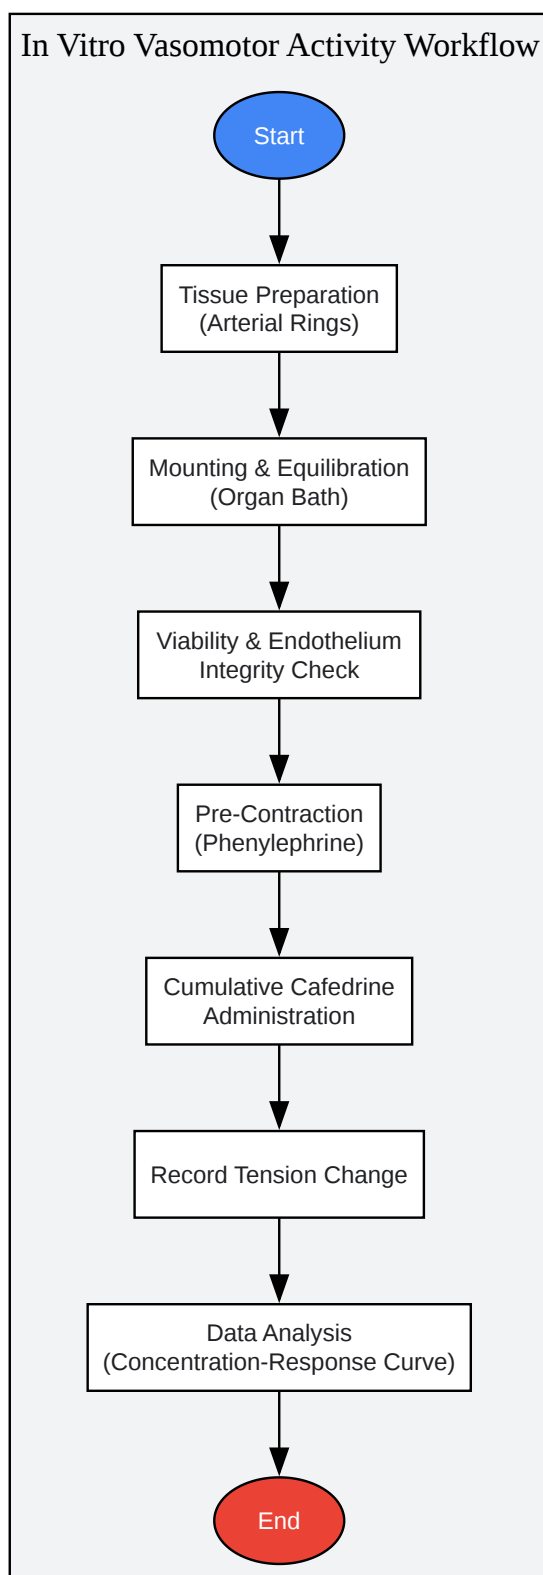 In Vitro Vasomotor Activity Workflow
Start
Tissue Preparation
(Arterial Rings)
Mounting & Equilibration
(Organ Bath)
Viability & Endothelium
Integrity Check
Pre-Contraction
(Phenylephrine)
Cumulative Cafedrine
Administration
Record Tension Change
Data Analysis
(Concentration-Response Curve)
End